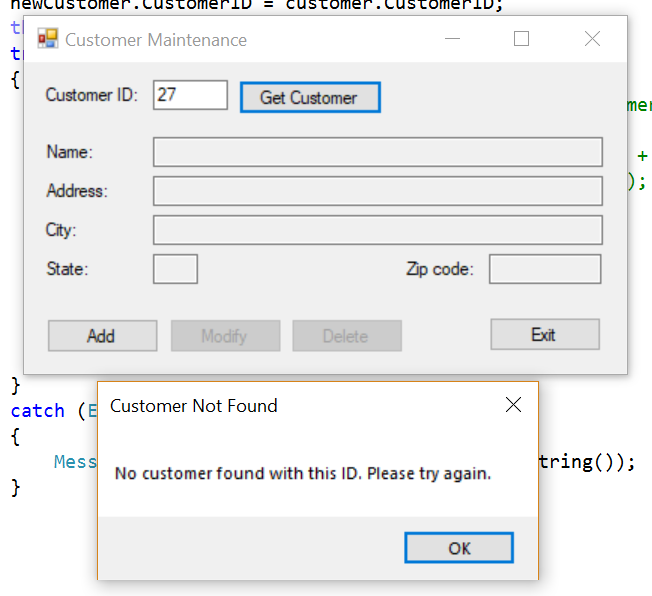 newCustomer.CustomerID = customer.CustomerID;
Customer Maintenance
{
Customer ID: 27 Get Customer
Name:
+
Address:
);
City:
State: Zip code:
Add Modify Delete Exit
}
catch (E
Customer Not Found
{
Mess tring());
No customer found with this ID. Please try again.
}
OK